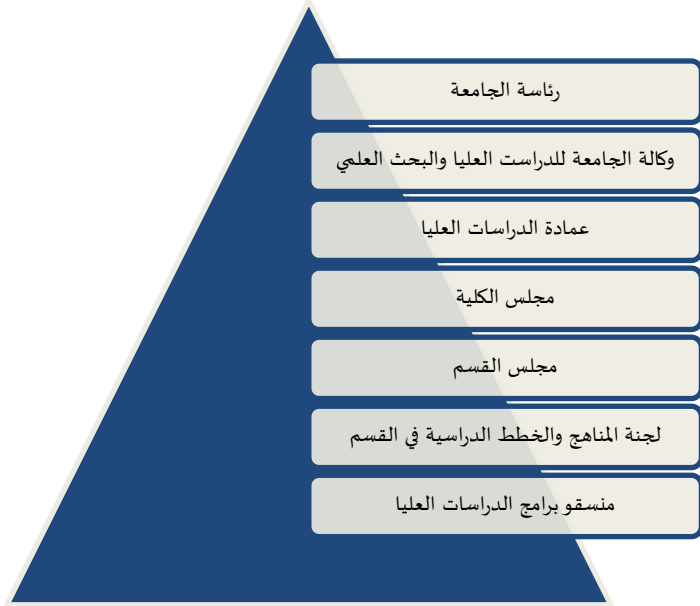 رئاسة الجامعة
وكالة الجامعة للدراست العليا والبحث العلمي
عمادة الدراسات العليا
مجلس الكلية
مجلس القسم
لجنة المناهج والخطط الدراسية في القسم
منسقو برامج الدراسات العليا